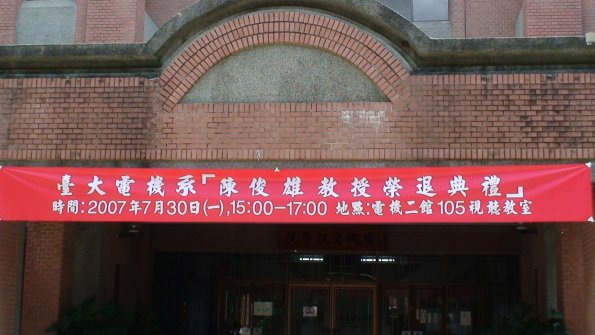 臺大電機系「陳俊雄教授榮退典禮」
時間:2007年7月30日(一),15:00-17:00 地點:電機二館105視聽教室